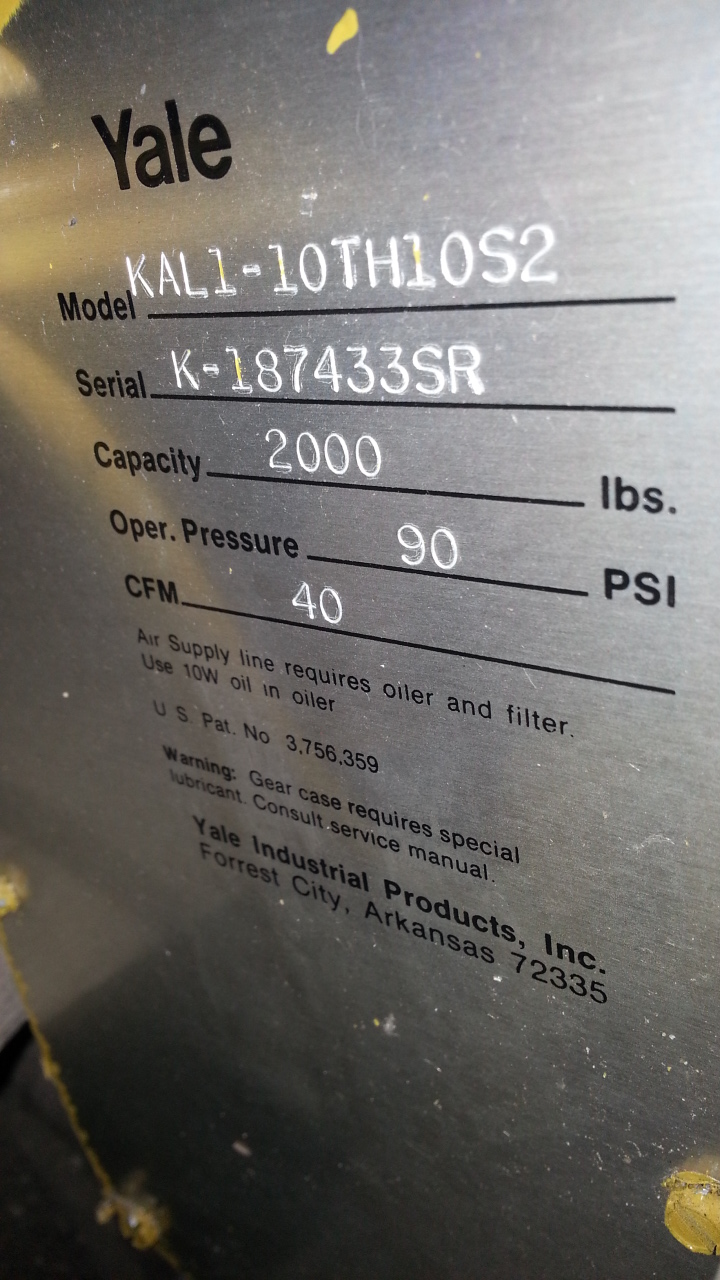 Yale
Model KAL1-10TH10S2
Serial K-187433SR
Capacity 2000 lbs.
Oper. Pressure 90 PSI
CFM 40
Air Supply line requires oiler and filter.
Use 10W oil in oiler
U.S. Pat. No 3,756,359
Warning: Gear case requires special
lubricant. Consult service manual.
Yale Industrial Products, Inc.
Forrest City, Arkansas 72335